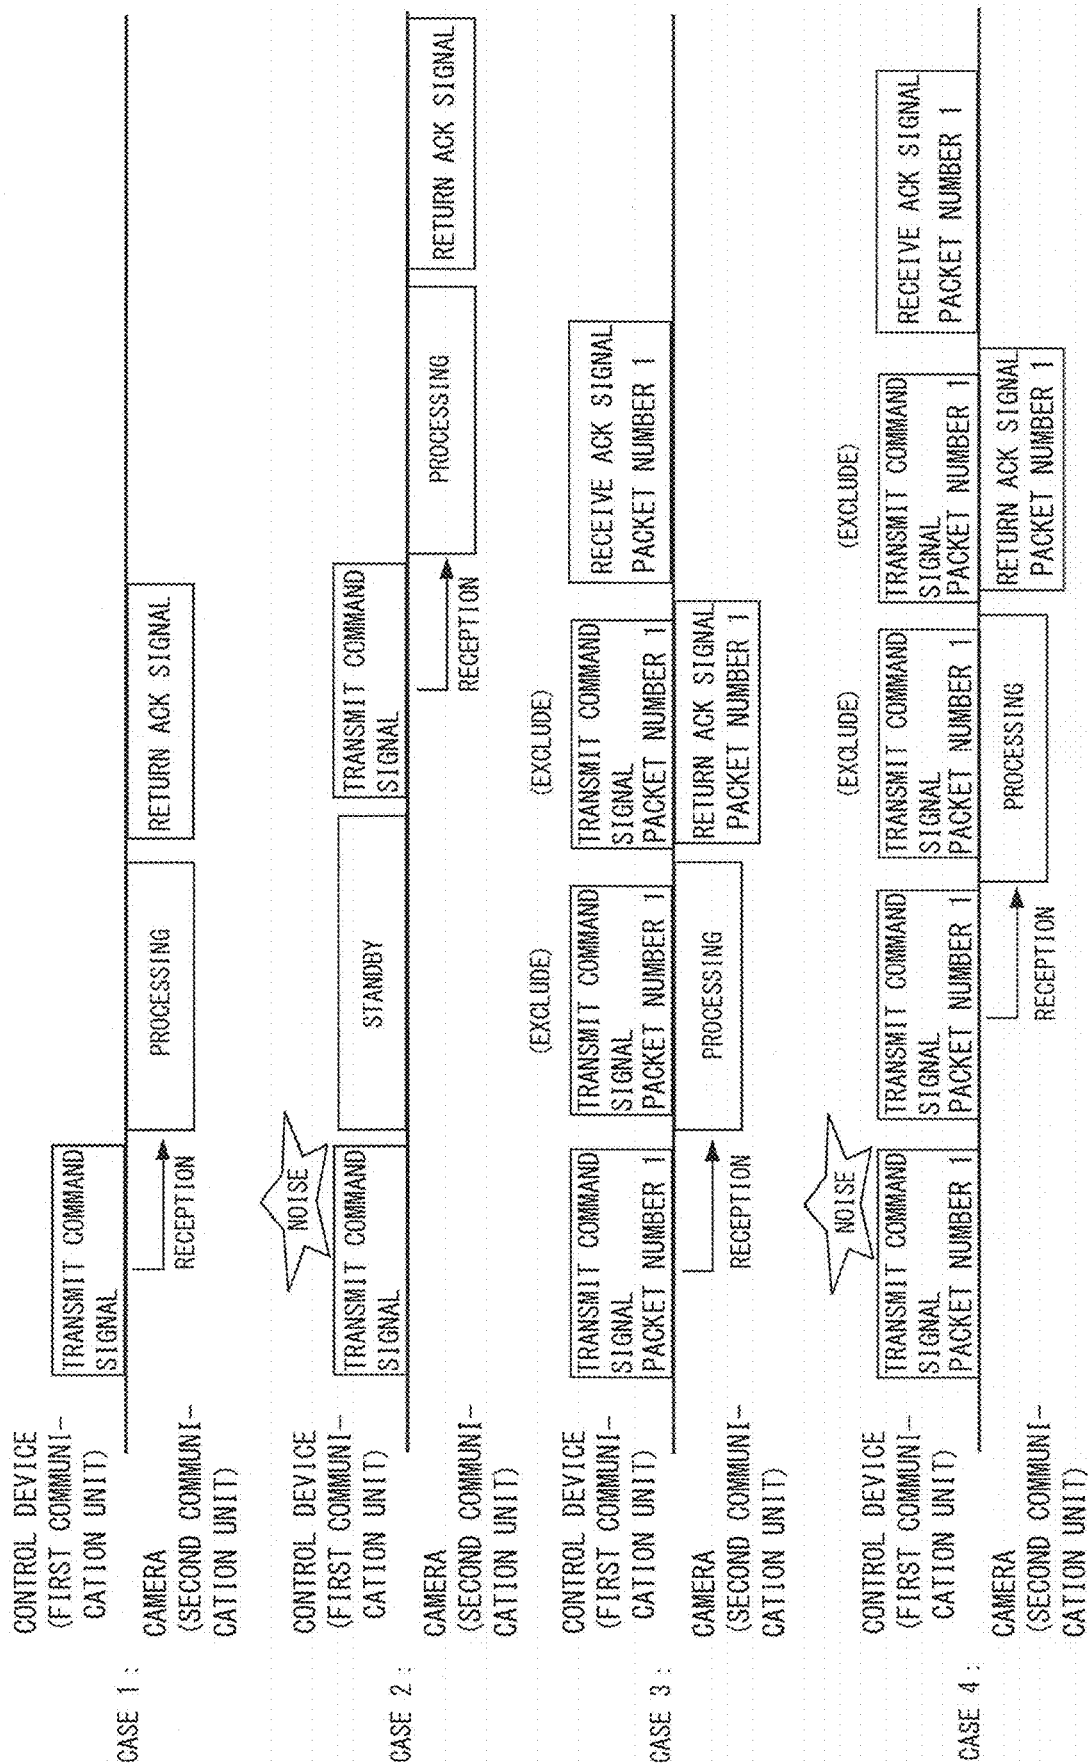 CASE 1 :
CONTROL DEVICE
(FIRST COMMUNI-
CATION UNIT)
CAMERA
(SECOND COMMUNI-
CATION UNIT)
TRANSMIT COMMAND
SIGNAL
RECEPTION
PROCESSING
RETURN ACK SIGNAL
CASE 2 :
CONTROL DEVICE
(FIRST COMMUNI-
CATION UNIT)
CAMERA
(SECOND COMMUNI-
CATION UNIT)
NOISE
TRANSMIT COMMAND
SIGNAL
STANDBY
TRANSMIT COMMAND
SIGNAL
RECEPTION
PROCESSING
RETURN ACK SIGNAL
CASE 3 :
CONTROL DEVICE
(FIRST COMMUNI-
CATION UNIT)
CAMERA
(SECOND COMMUNI-
CATION UNIT)
TRANSMIT COMMAND
SIGNAL
PACKET NUMBER 1
RECEPTION
(EXCLUDE)
TRANSMIT COMMAND
SIGNAL
PACKET NUMBER 1
PROCESSING
(EXCLUDE)
TRANSMIT COMMAND
SIGNAL
PACKET NUMBER 1
RETURN ACK SIGNAL
PACKET NUMBER 1
RECEIVE ACK SIGNAL
PACKET NUMBER 1
CASE 4 :
CONTROL DEVICE
(FIRST COMMUNI-
CATION UNIT)
CAMERA
(SECOND COMMUNI-
CATION UNIT)
NOISE
TRANSMIT COMMAND
SIGNAL
PACKET NUMBER 1
TRANSMIT COMMAND
SIGNAL
PACKET NUMBER 1
RECEPTION
(EXCLUDE)
TRANSMIT COMMAND
SIGNAL
PACKET NUMBER 1
PROCESSING
(EXCLUDE)
TRANSMIT COMMAND
SIGNAL
PACKET NUMBER 1
RETURN ACK SIGNAL
PACKET NUMBER 1
RECEIVE ACK SIGNAL
PACKET NUMBER 1